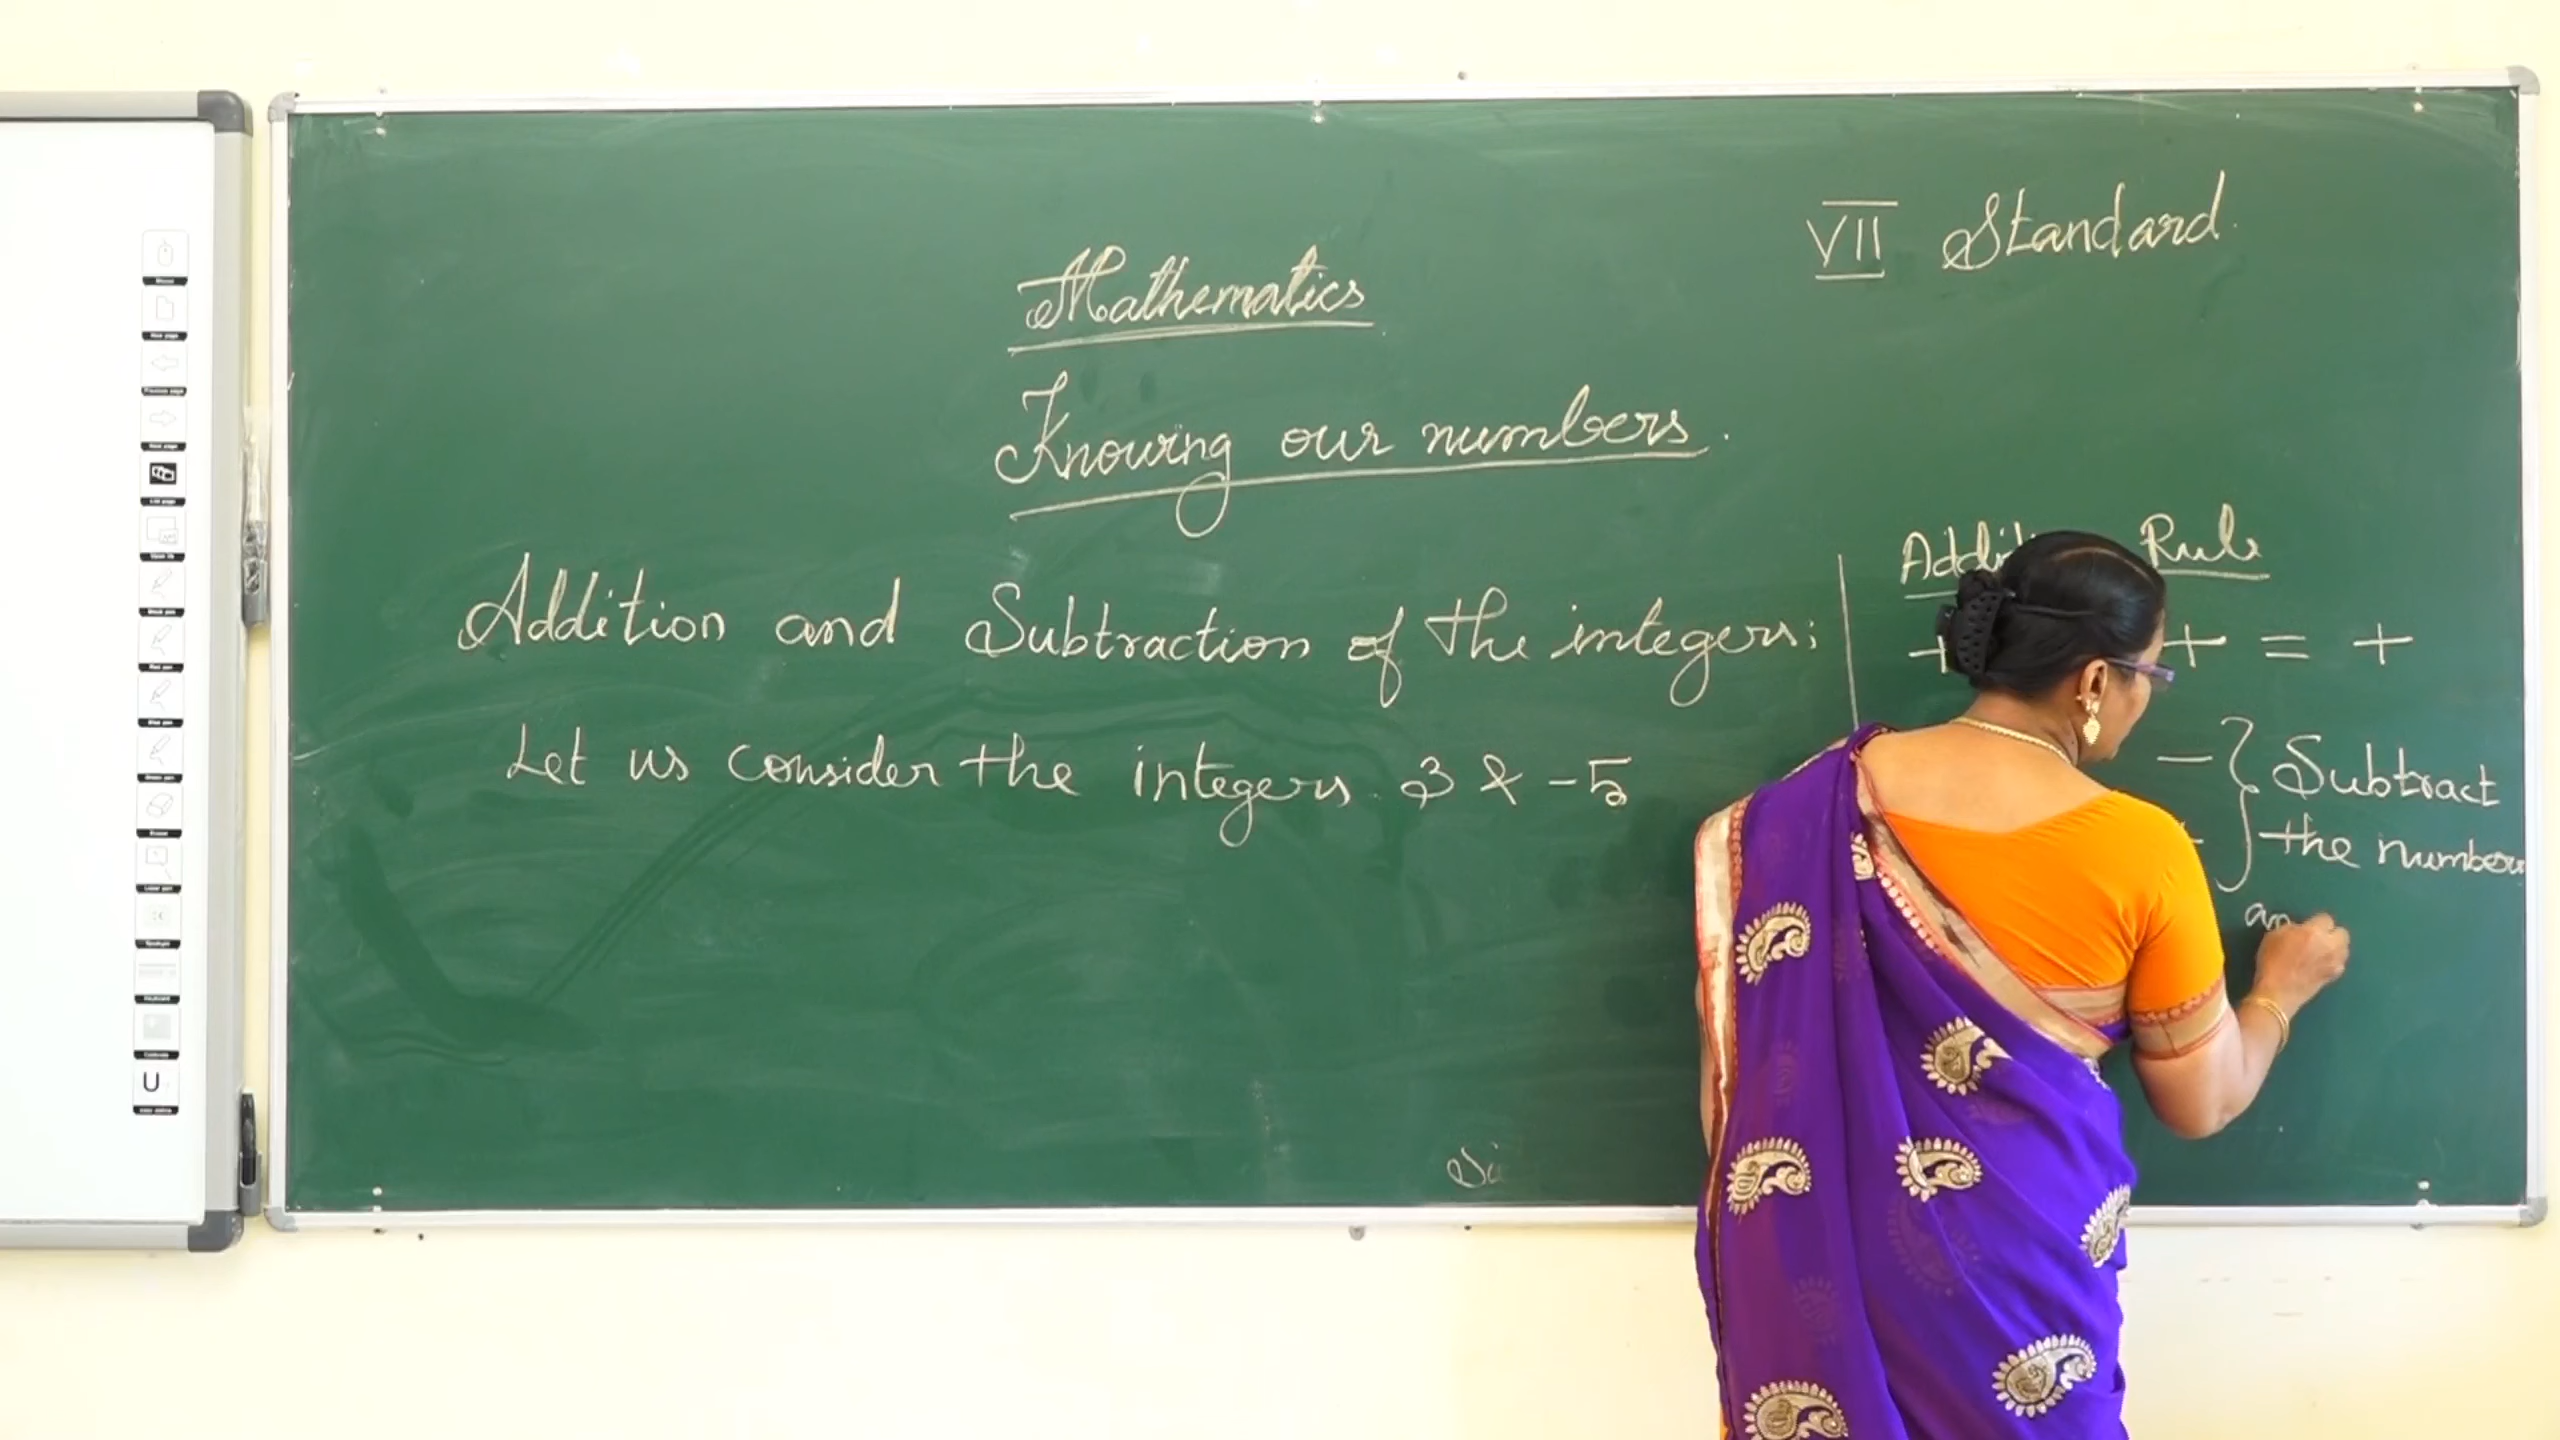 VII Standard.
Mathematics
Knowing our numbers.
Addition and Subtraction of the integers;
Let us consider the integers 3 & -5
Rule
+ = +
- } Subtract
the number